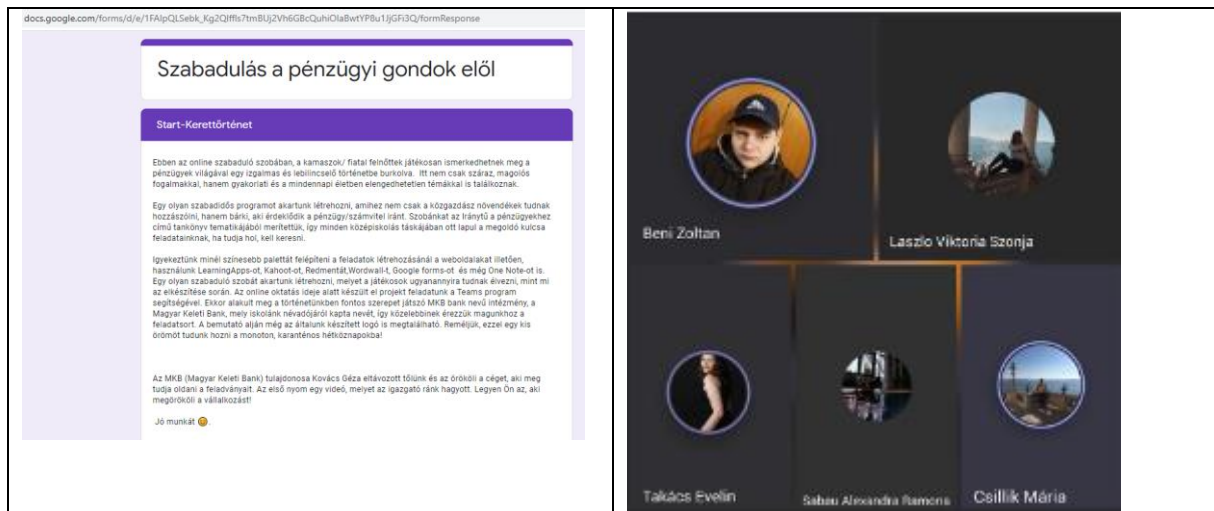 docs.google.com/forms/d/e/1FAIpQLSebk_Kg2QIffls7tmBUj2Vh6GBcQuhiOlaBwtYP8u1JjGFi3Q/formResponse
Szabadulás a pénzügyi gondok elől
Start-Kerettörténet
Ebben az online szabaduló szobában, a kamaszok/ fiatal felnőttek játékosan ismerkedhetnek meg a
pénzügyek világával egy izgalmas és lebilincselő történetbe burkolva. Itt nem csak száraz, magolós
fogalmakkal, hanem gyakorlati és a mindennapi életben elengedhetetlen témákkal is találkoznak.
Egy olyan szabadidős programot akartunk létrehozni, amihez nem csak a közgazdász növendékek tudnak
hozzászólni, hanem bárki, aki érdeklődik a pénzügy/számvitel iránt. Szobánkat az Iránytű a pénzügyekhez
című tankönyv tematikájából merítettük, így minden középiskolás táskájában ott lapul a megoldó kulcsa
feladatainknak, ha tudja hol, kell keresni.
Igyekeztünk minél színesebb palettát felépíteni a feladatok létrehozásánál a weboldalakat illetően,
használunk LearningApps-ot, Kahoot-ot, Redmentát,Wordwall-t, Google forms-ot és még One Note-ot is.
Egy olyan szabaduló szobát akartunk létrehozni, melyet a játékosok ugyanannyira tudnak élvezni, mint mi
az elkészítése során. Az online oktatás ideje alatt készült el projekt feladatunk a Teams program
segítségével. Ekkor alakult meg a történetünkben fontos szerepet játszó MKB bank nevű intézmény, a
Magyar Keleti Bank, mely iskolánk névadójáról kapta nevét, így közelebbinek érezzük magunkhoz a
feladatsort. A bemutató alján még az általunk készített logó is megtalálható. Reméljük, ezzel egy kis
örömöt tudunk hozni a monoton, karanténos hétköznapokba!
Az MKB (Magyar Keleti Bank) tulajdonosa Kovács Géza eltávozott tőlünk és az örököli a céget, aki meg
tudja oldani a feladványait. Az első nyom egy videó, melyet az igazgató ránk hagyott. Legyen Ön az, aki
megörököli a vállalkozást!
Jó munkát 😊.
Beni Zoltan
Laszlo Viktoria Szonja
Takács Evelin
Sabau Alexandra Ramona
Csillik Mária